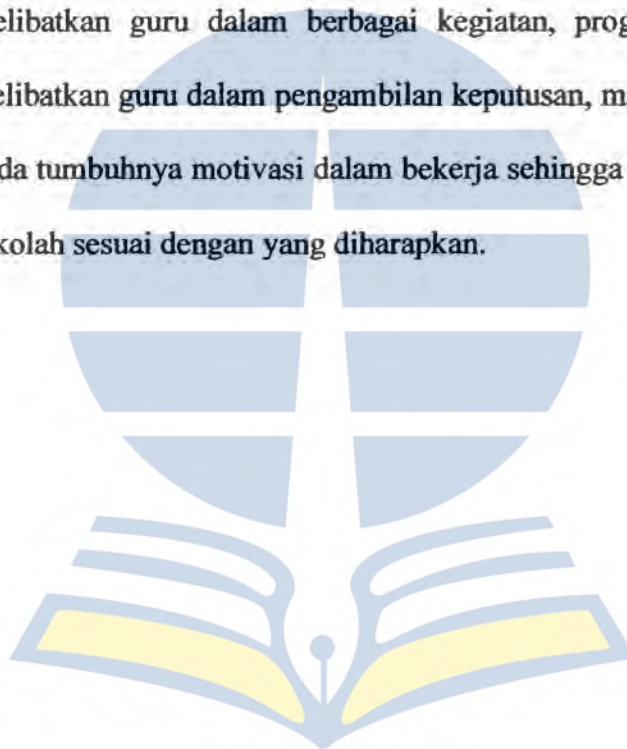 elibatkan guru dalam berbagai kegiatan, prog
elibatkan guru dalam pengambilan keputusan, m
da tumbuhnya motivasi dalam bekerja sehingga
kolah sesuai dengan yang diharapkan.